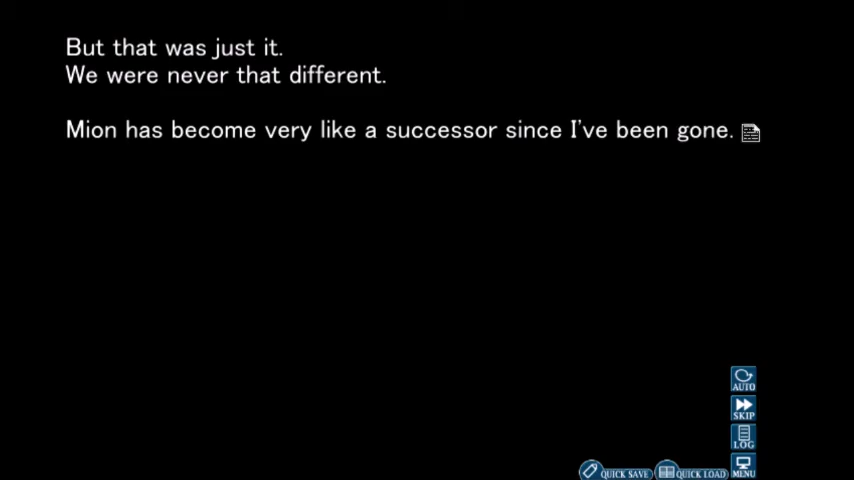 But that was just it.
We were never that different.
Mion has become very like a successor since I've been gone.
AUTO
SKIP
LOG
QUICK SAVE
QUICK LOAD
MENU